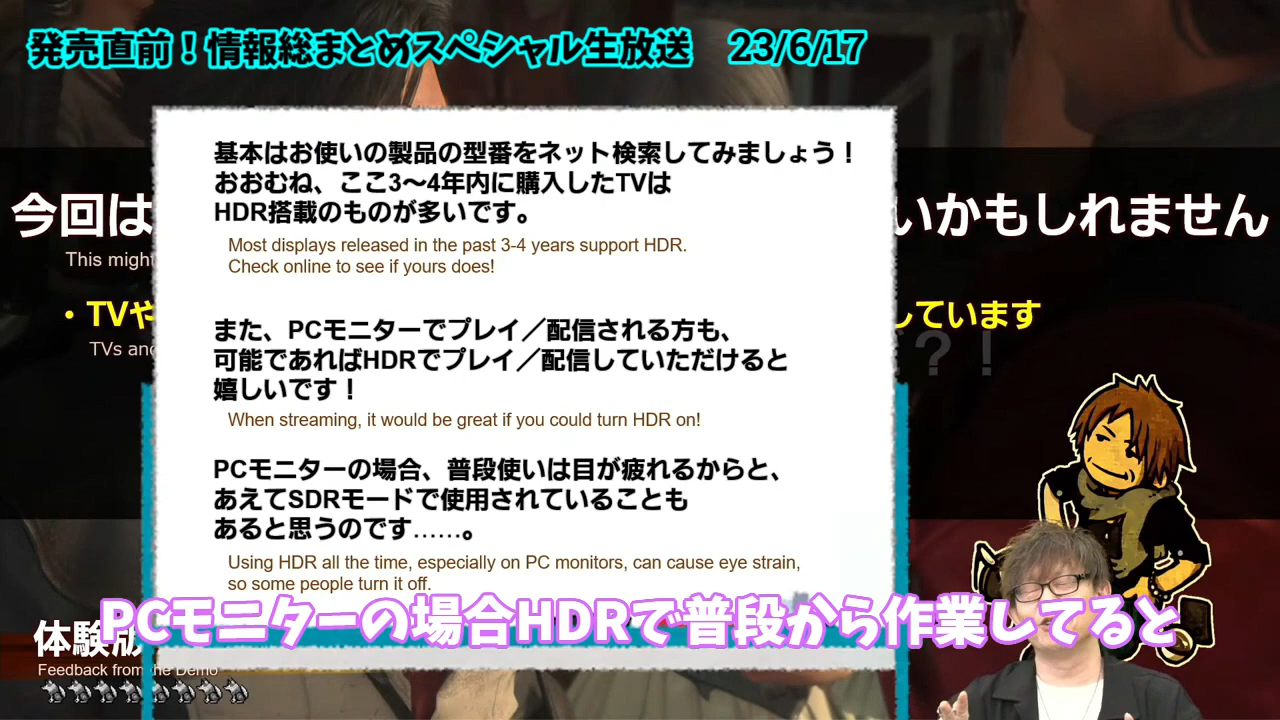 発売直前！情報総まとめスペシャル生放送　23/6/17
基本はお使いの製品の型番をネット検索してみましょう！
おおむね、ここ3～4年内に購入したTVは
HDR搭載のものが多いです。
Most displays released in the past 3-4 years support HDR.
Check online to see if yours does!
今回は
いかもしれません
This might
・TVや
しています
TVs and
？！
また、PCモニターでプレイ／配信される方も、
可能であればHDRでプレイ／配信していただけると
嬉しいです！
When streaming, it would be great if you could turn HDR on!
PCモニターの場合、普段使いは目が疲れるからと、
あえてSDRモードで使用されていることも
あると思うのです……。
Using HDR all the time, especially on PC monitors, can cause eye strain,
so some people turn it off.
PCモニターの場合HDRで普段から作業してると
体験版
Feedback from the Demo